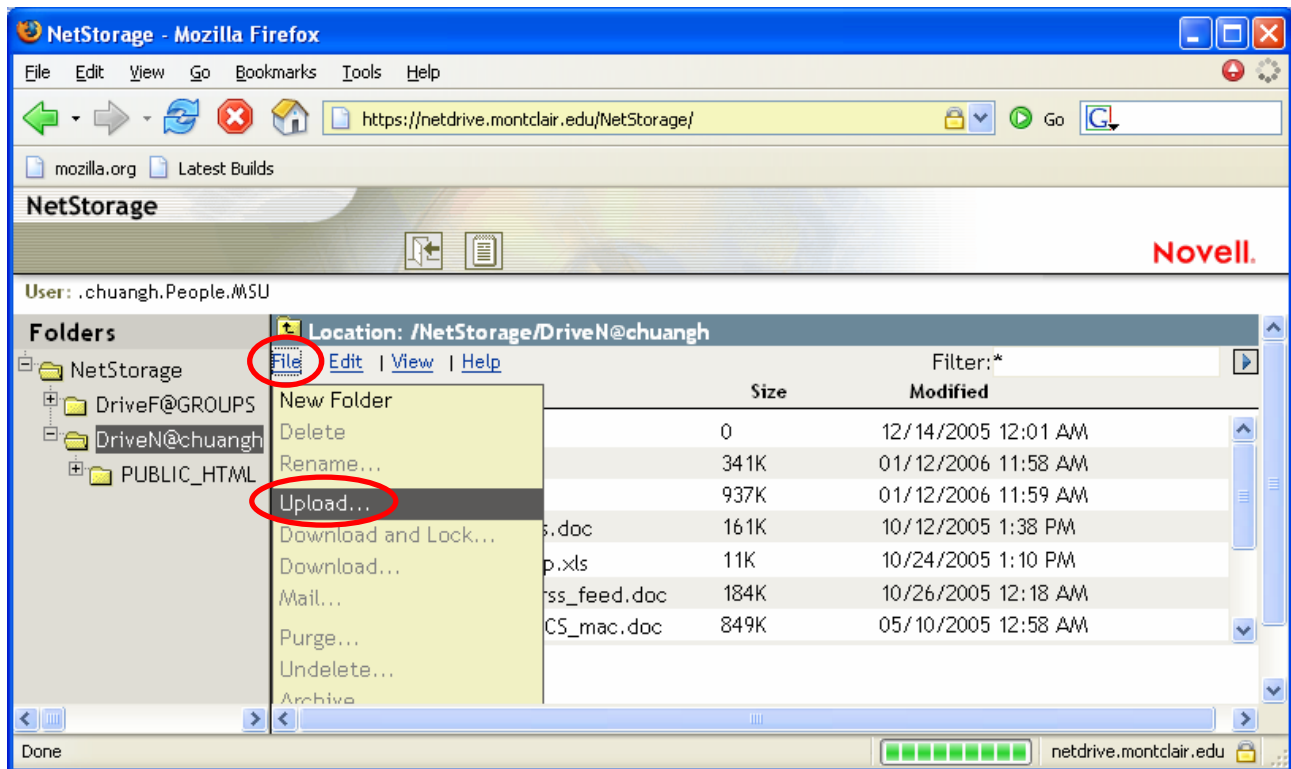 NetStorage - Mozilla Firefox
File Edit View Go Bookmarks Tools Help
https://netdrive.montclair.edu/NetStorage/ Go G
mozilla.org Latest Builds
NetStorage
Novell.
User: .chuangh.People.MSU
Folders
Location: /NetStorage/DriveN@chuangh
File Edit | View | Help Filter:*
NetStorage
DriveF@GROUPS
DriveN@chuangh
PUBLIC_HTML
New Folder
Delete
Rename...
Upload...
Download and Lock...
Download...
Mail...
Purge...
Undelete...
Archive
Size Modified
0 12/14/2005 12:01 AM
341K 01/12/2006 11:58 AM
937K 01/12/2006 11:59 AM
s.doc 161K 10/12/2005 1:38 PM
p.xls 11K 10/24/2005 1:10 PM
rss_feed.doc 184K 10/26/2005 12:18 AM
CS_mac.doc 849K 05/10/2005 12:58 AM
Done netdrive.montclair.edu